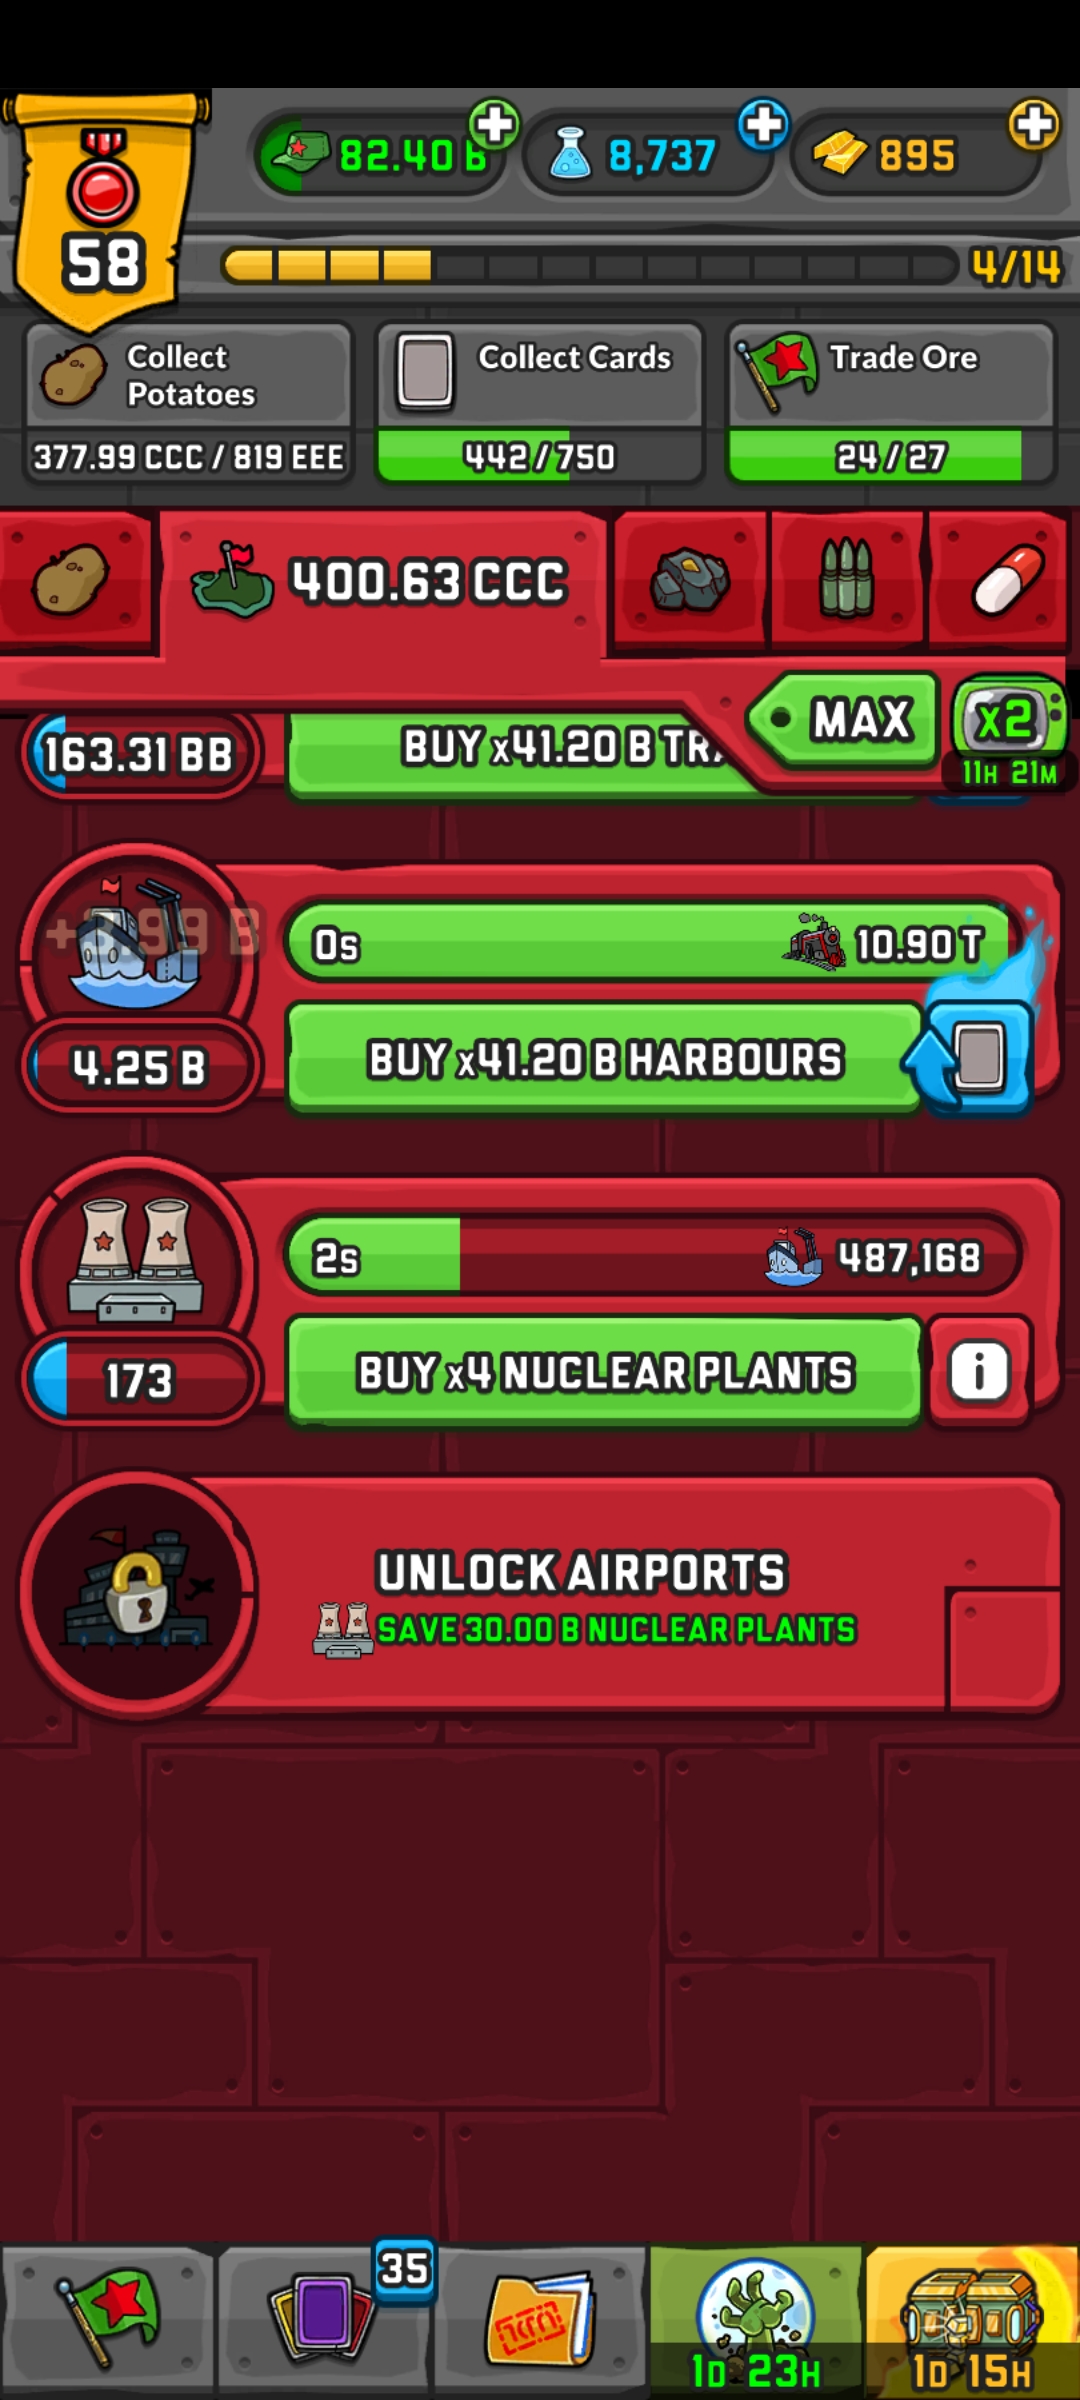 58
82.40 B
8,737
895
4/14
Collect
Potatoes
377.99 CCC / 819 EEE
Collect Cards
442/750
Trade Ore
24/27
400.63 CCC
MAX
x2
11H 21M
163.31 BB
BUY x41.20 B
0s
10.90 T
4.25 B
BUY x41.20 B HARBOURS
2s
487,168
173
BUY x4 NUCLEAR PLANTS
i
UNLOCK AIRPORTS
SAVE 30.00 B NUCLEAR PLANTS
35
1D 23H
1D 15H